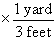 × 1 yard
3 feet